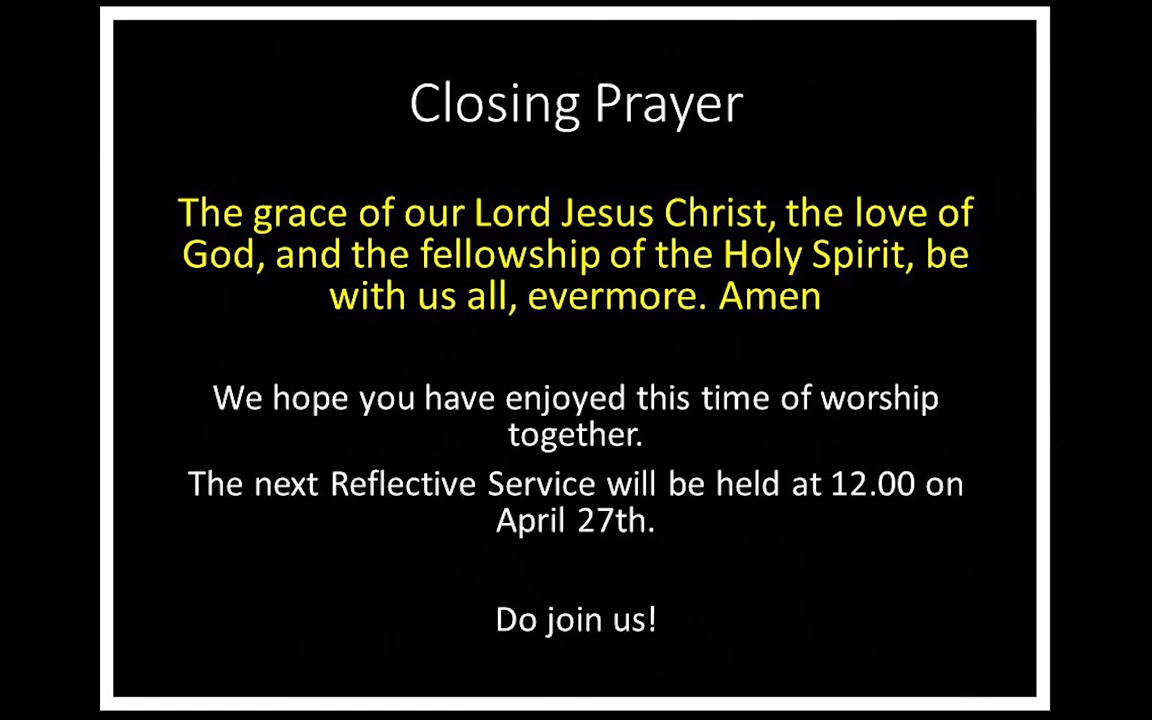 Closing Prayer
The grace of our Lord Jesus Christ, the love of
God, and the fellowship of the Holy Spirit, be
with us all, evermore. Amen
We hope you have enjoyed this time of worship
together.
The next Reflective Service will be held at 12.00 on
April 27th.
Do join us!